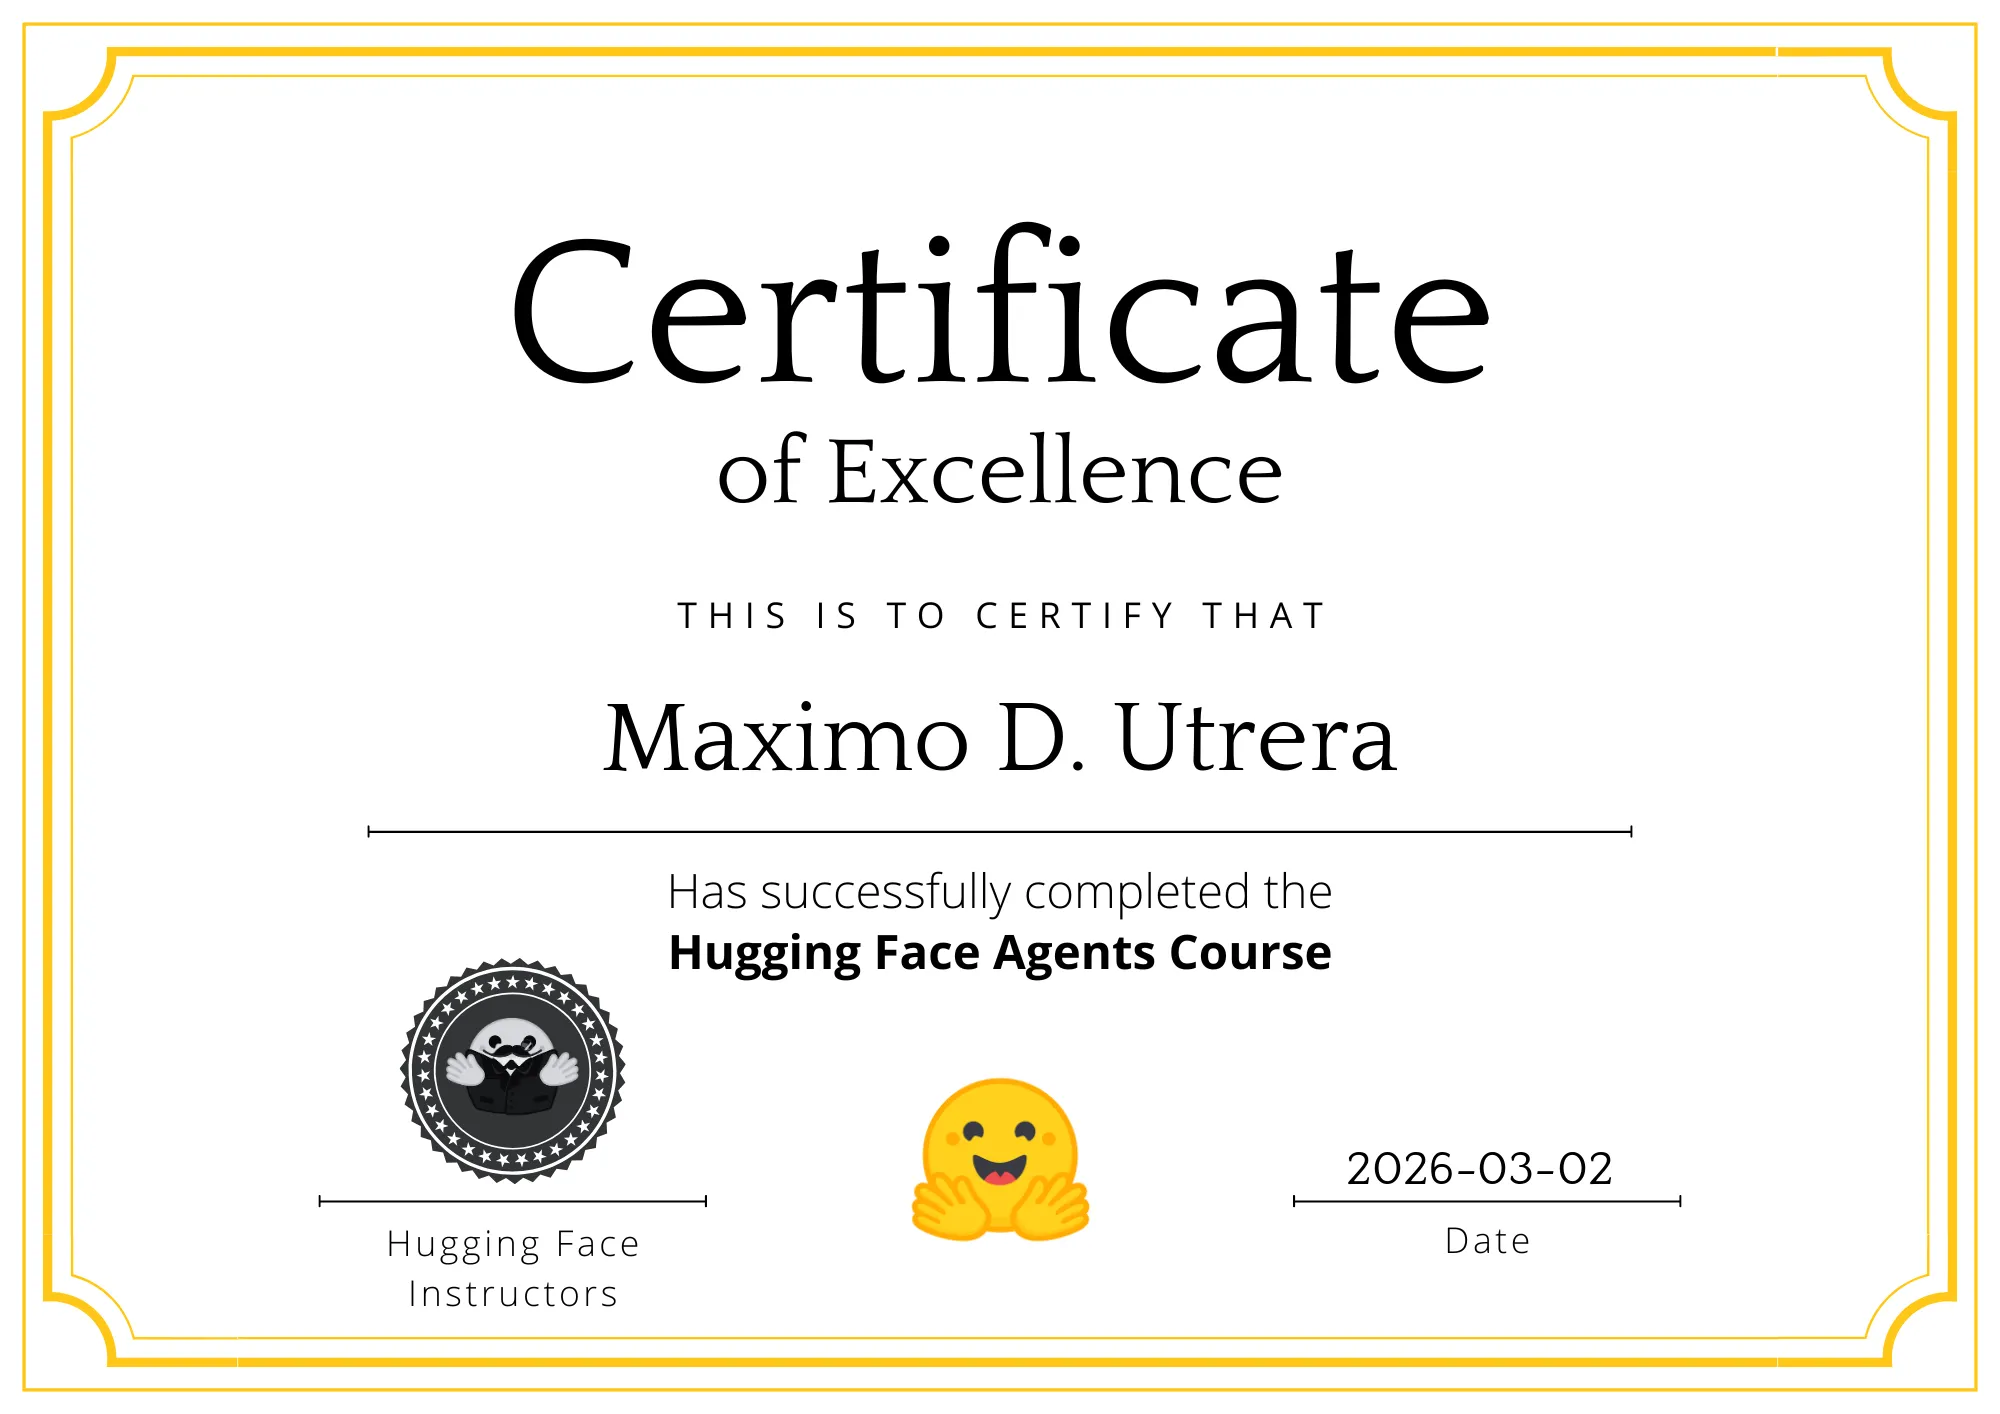 Certificate
of Excellence
THIS IS TO CERTIFY THAT
Maximo D. Utrera
Has successfully completed the
Hugging Face Agents Course
2026-03-02
Hugging Face
Instructors
Date